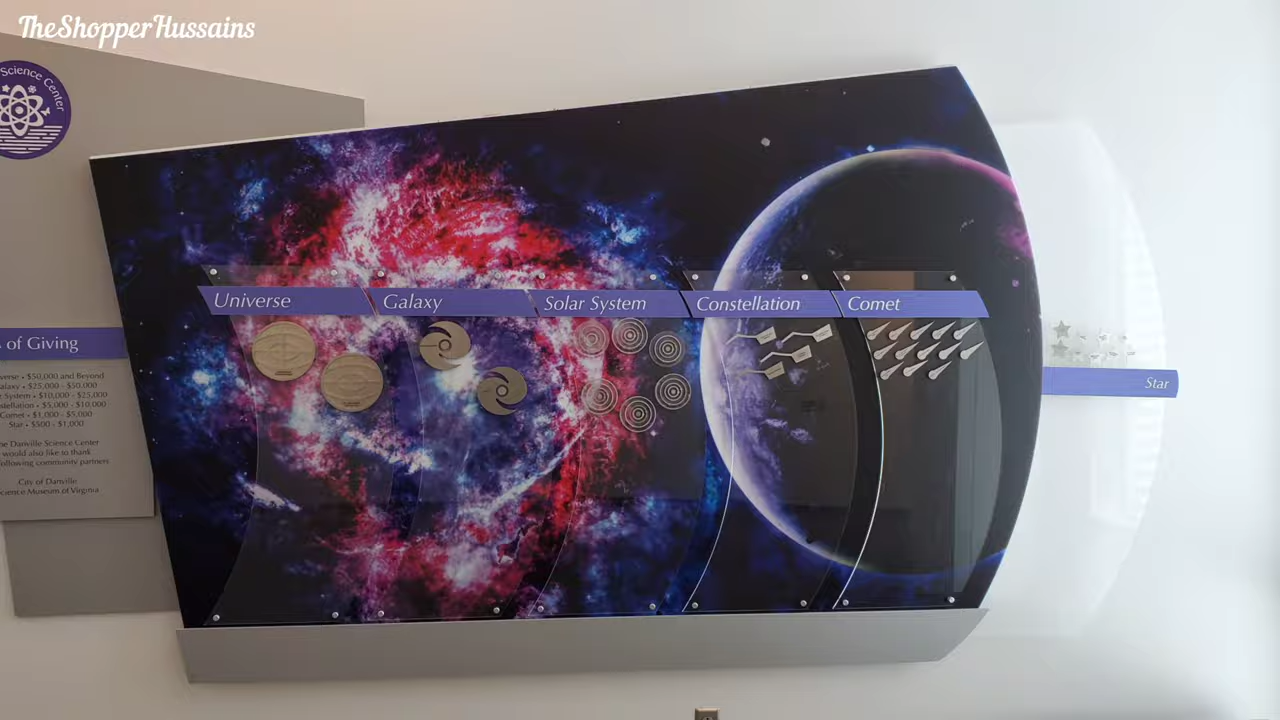 TheShopperHussains
Science Center
of Giving
Universe
Galaxy
Solar System
Constellation
Comet
Star
verse • $50,000 and Beyond
alaxy • $25,000 - $50,000
System • $10,000 - $25,000
stellation • $5,000 - $10,000
Comet • $1,000 - $5,000
Star • $500 - $1,000
he Danville Science Center
would also like to thank
following community partners
City of Danville
cience Museum of Virginia